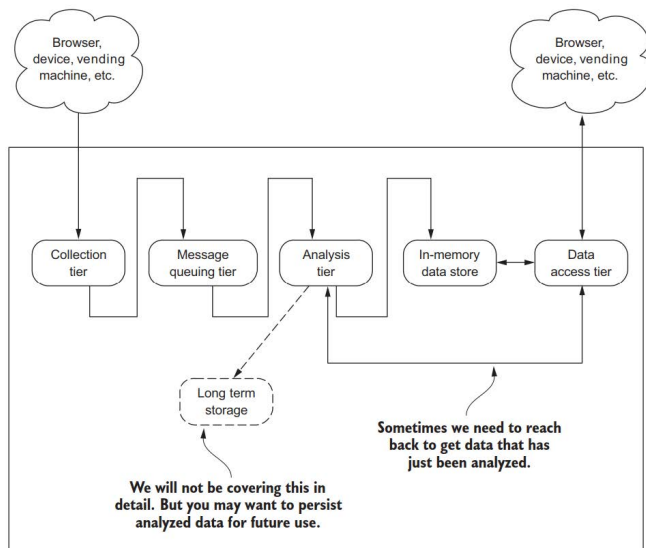 Browser,
device, vending
machine, etc.
Browser,
device, vending
machine, etc.
Collection
tier
Message
queuing tier
Analysis
tier
In-memory
data store
Data
access tier
Long term
storage
Sometimes we need to reach
back to get data that has
just been analyzed.
We will not be covering this in
detail. But you may want to persist
analyzed data for future use.